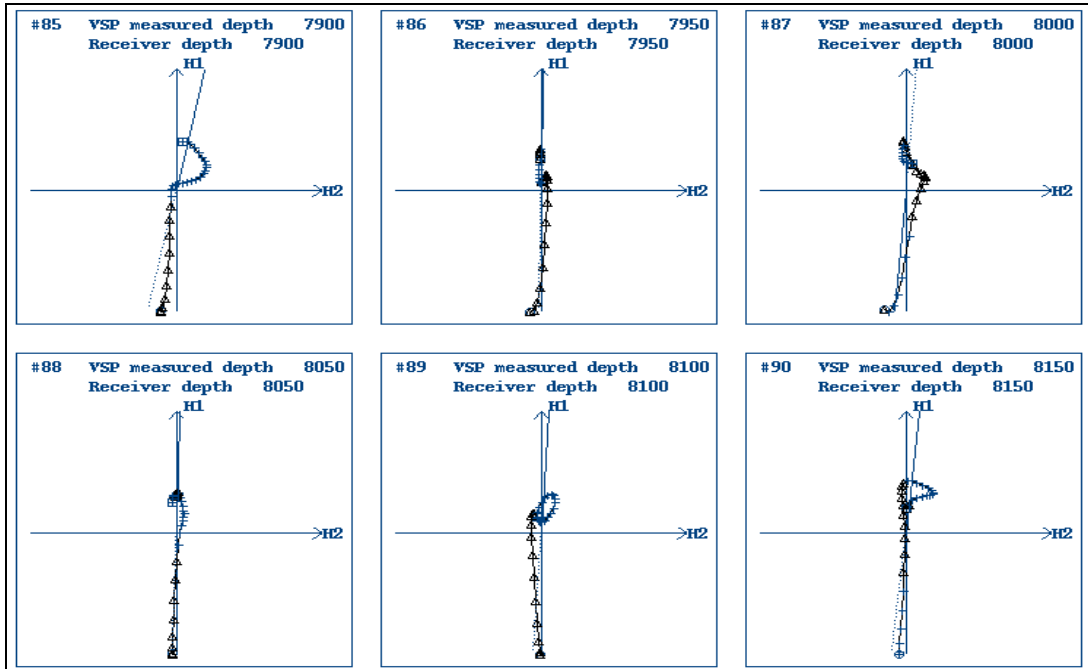 #85 VSP measured depth 7900
Receiver depth 7900
H1
H2
#86 VSP measured depth 7950
Receiver depth 7950
H1
H2
#87 VSP measured depth 8000
Receiver depth 8000
H1
H2
#88 VSP measured depth 8050
Receiver depth 8050
H1
H2
#89 VSP measured depth 8100
Receiver depth 8100
H1
H2
#90 VSP measured depth 8150
Receiver depth 8150
H1
H2